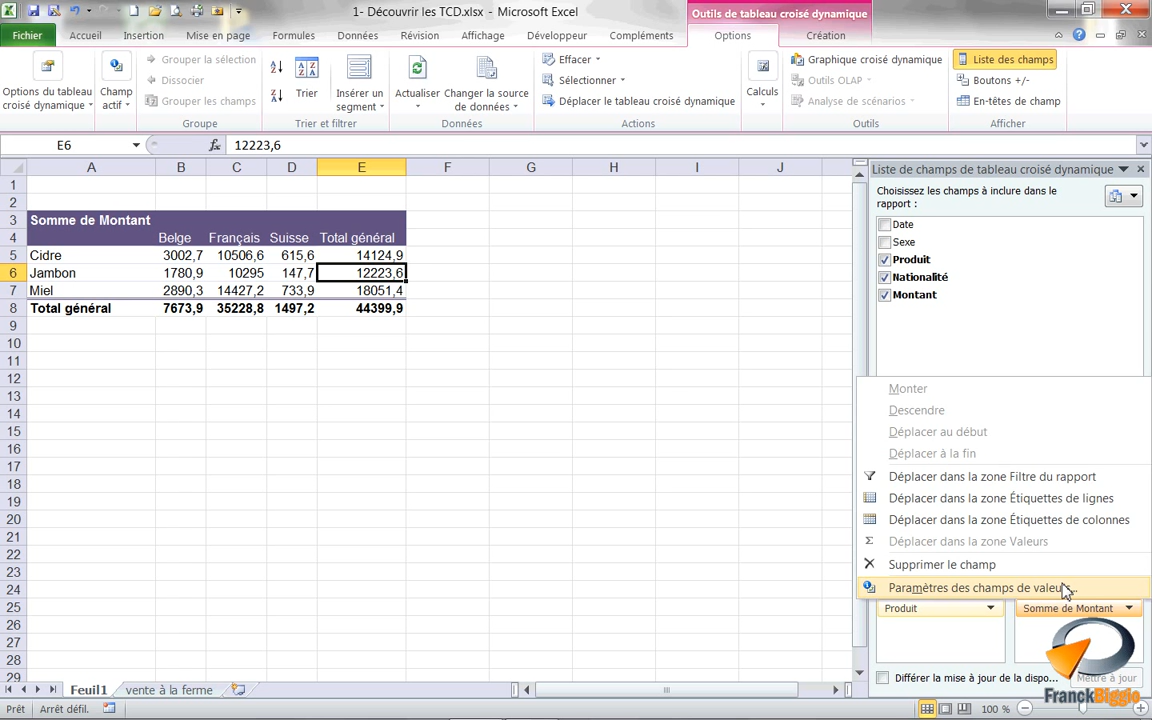 1- Découvrir les TCD.xlsx - Microsoft Excel
Outils de tableau croisé dynamique
Fichier Accueil Insertion Mise en page Formules Données Révision Affichage Développeur Compléments Options Création
Options du tableau croisé dynamique
Champ actif
Grouper la sélection
Dissocier
Grouper les champs
Groupe
Trier
Insérer un segment
Trier et filtrer
Actualiser
Changer la source de données
Données
Effacer
Sélectionner
Déplacer le tableau croisé dynamique
Actions
Calculs
Graphique croisé dynamique
Outils OLAP
Analyse de scénarios
Outils
Liste des champs
Boutons +/-
En-têtes de champ
Afficher
E6 fx 12223,6
A B C D E F G H I J
1
2
3 Somme de Montant
4 Belge Français Suisse Total général
5 Cidre 3002,7 10506,6 615,6 14124,9
6 Jambon 1780,9 10295 147,7 12223,6
7 Miel 2890,3 14427,2 733,9 18051,4
8 Total général 7673,9 35228,8 1497,2 44399,9
9
10
11
12
13
14
15
16
17
18
19
20
21
22
23
24
25
26
27
28
29
Liste de champs de tableau croisé dynamique
Choisissez les champs à inclure dans le
rapport :
Date
Sexe
Produit
Nationalité
Montant
Monter
Descendre
Déplacer au début
Déplacer à la fin
Déplacer dans la zone Filtre du rapport
Déplacer dans la zone Étiquettes de lignes
Déplacer dans la zone Étiquettes de colonnes
Σ Déplacer dans la zone Valeurs
Supprimer le champ
Paramètres des champs de valeurs...
Produit Somme de Montant
Différer la mise à jour de la dispo... Mettre à jour
FranckBiggio
Feuil1 vente à la ferme
Prêt Arrêt défil. 100 %